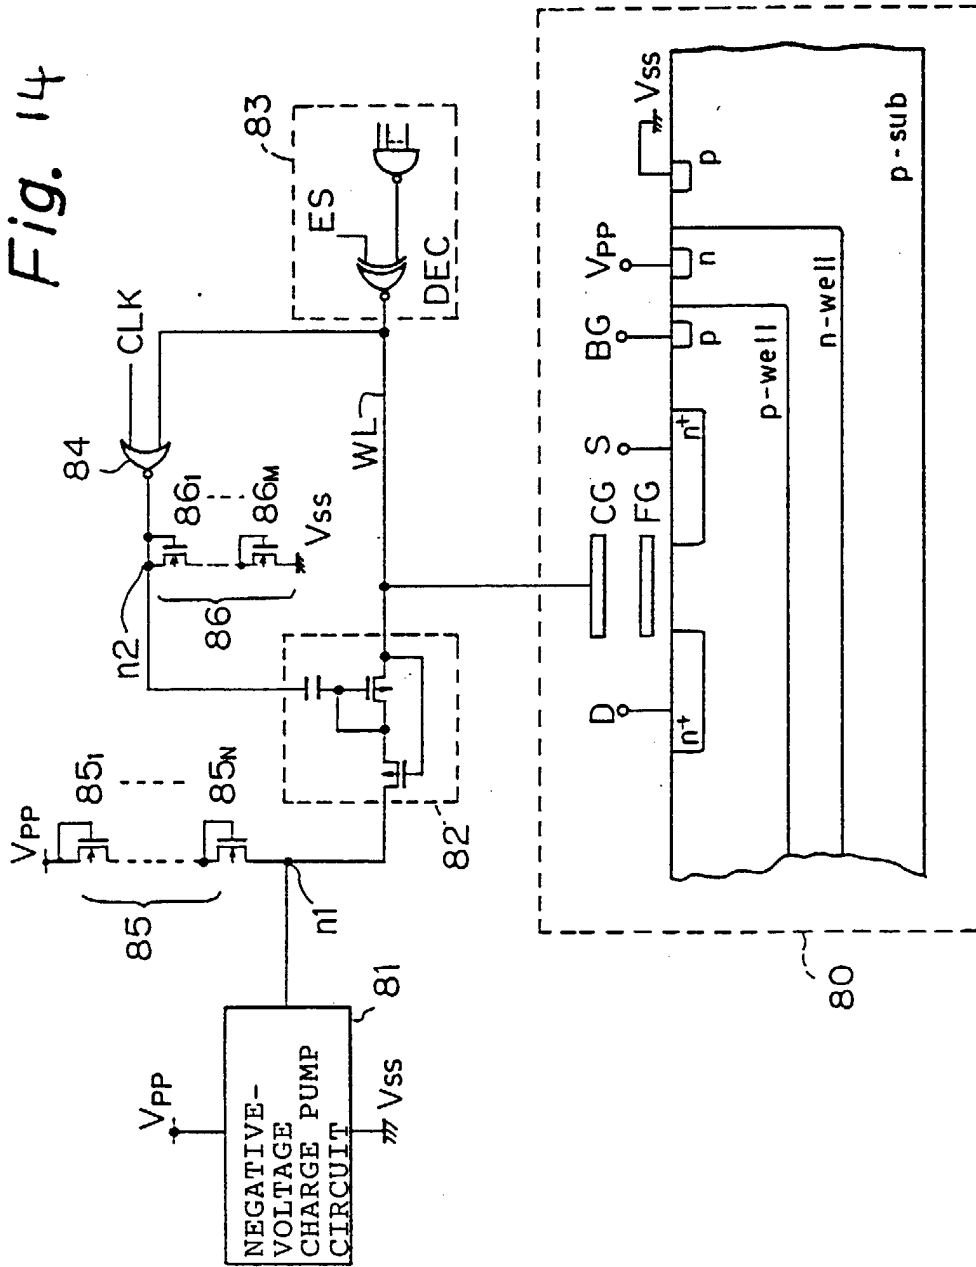 Fig. 14
VPP
NEGATIVE-
VOLTAGE
CHARGE PUMP
CIRCUIT
VSS
81
VPP
85
851
85N
n1
82
n2
84
CLK
86
861
86M
VSS
WL
ES
DEC
83
80
D
S
BG
VPP
VSS
CG
FG
n+
n+
p
n
p
p-well
n-well
p-sub